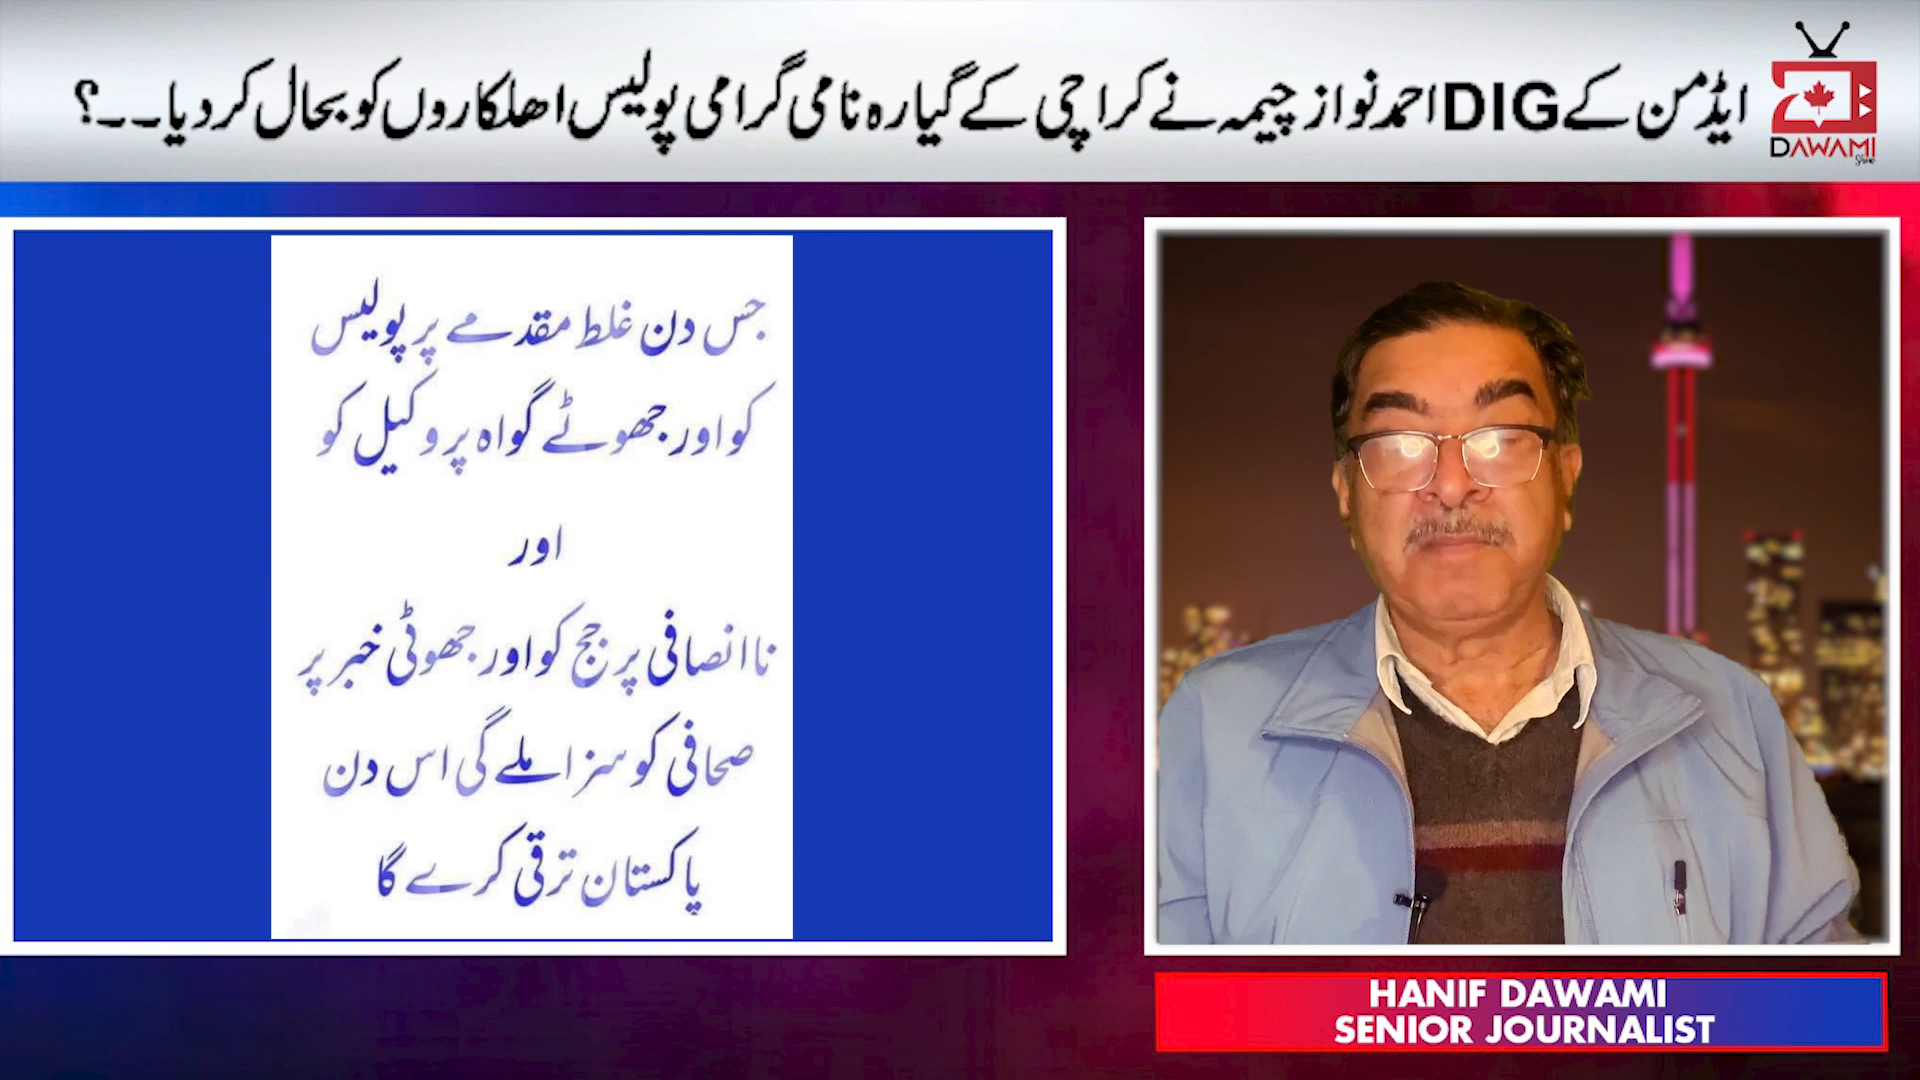 ایڈمن کے DIG احمد نواز چیمہ نے کراچی کے گیارہ نامی گرامی پولیس اھلکاروں کو بحال کر دیا۔۔؟
DAWAMI
Show
جس دن غلط مقدمے پر پولیس
کو اور جھوٹے گواہ پر وکیل کو
اور
ناانصافی پر جج کو اور جھوٹی خبر پر
صحافی کو سزا ملے گی اس دن
پاکستان ترقی کرے گا
HANIF DAWAMI
SENIOR JOURNALIST